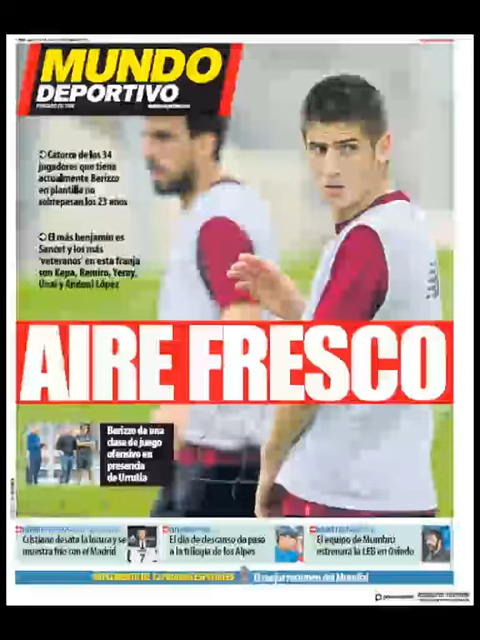 MUNDO
DEPORTIVO
Catorce de los 34
jugadores que tiene
actualmente Berizzo
en plantilla no
sobrepasan los 23 años
El más benjamín es
Sancet y los más
'veteranos' en esta franja
son Kepa, Remiro, Yeray,
Unai y Andoni López
AIRE FRESCO
Berizzo da una
clase de juego
ofensivo en
presencia
de Urrutia
Cristiano desata la locura y se
muestra frío con el Madrid
El día de descanso da paso
a la trilogía de los Alpes
El equipo de Mumbrú
estrenará la LEB en Oviedo
El mejor resumen del Mundial